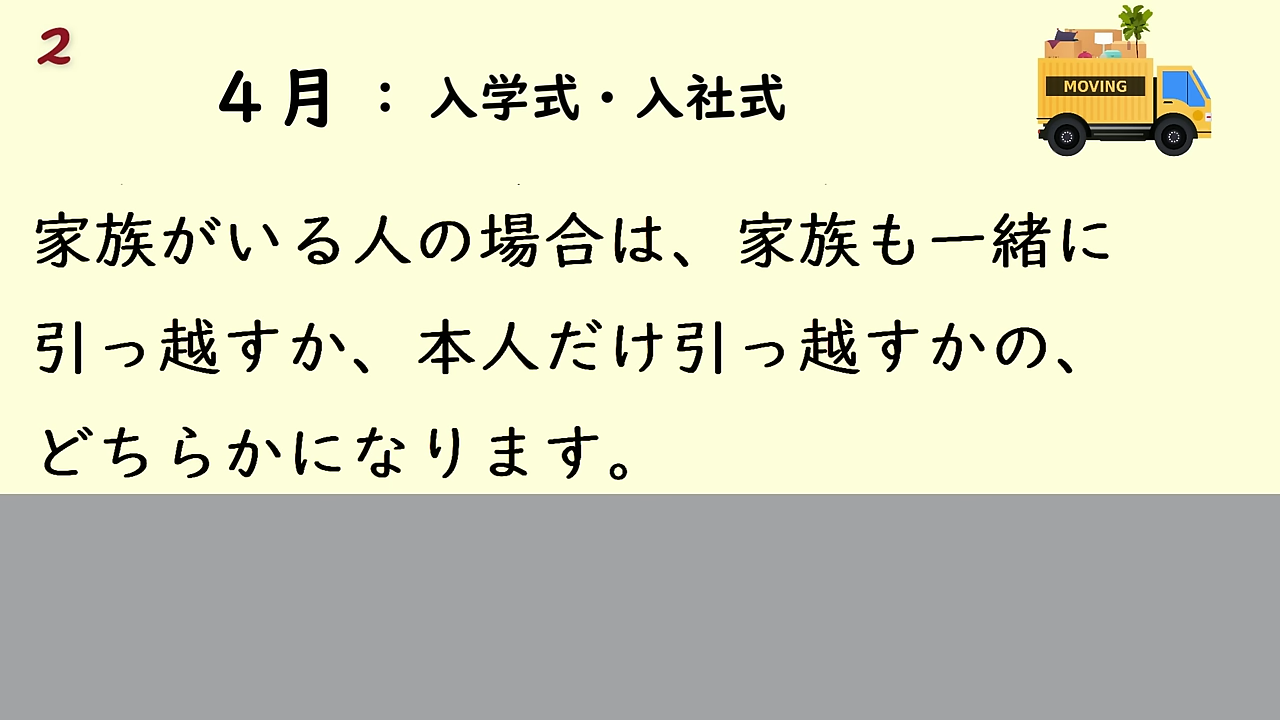 2
４月：入学式・入社式
MOVING
家族がいる人の場合は、家族も一緒に
引っ越すか、本人だけ引っ越すかの、
どちらかになります。